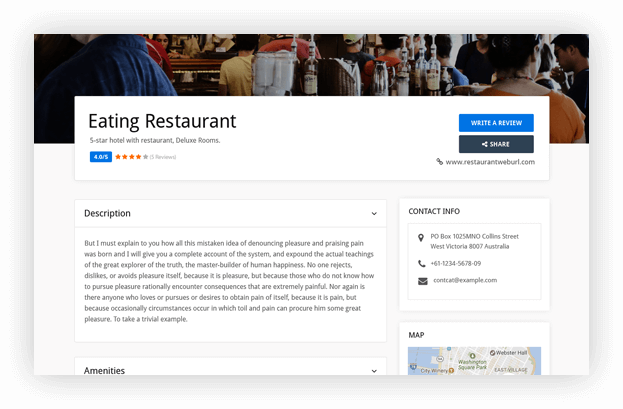 Eating Restaurant
5-star hotel with restaurant, Deluxe Rooms.
4.0/5 (5 Reviews)
WRITE A REVIEW
SHARE
www.restaurantweburl.com
Description
But I must explain to you how all this mistaken idea of denouncing pleasure and praising pain
was born and I will give you a complete account of the system, and expound the actual teachings
of the great explorer of the truth, the master-builder of human happiness. No one rejects,
dislikes, or avoids pleasure itself, because it is pleasure, but because those who do not know how
to pursue pleasure rationally encounter consequences that are extremely painful. Nor again is
there anyone who loves or pursues or desires to obtain pain of itself, because it is pain, but
because occasionally circumstances occur in which toil and pain can procure him some great
pleasure. To take a trivial example.
Amenities
CONTACT INFO
PO Box 1025MNO Collins Street
West Victoria 8007 Australia
+61-1234-5678-09
contcat@example.com
MAP
Webster Hall
Washington
Square Park
City Winery
EAST VILLAGE